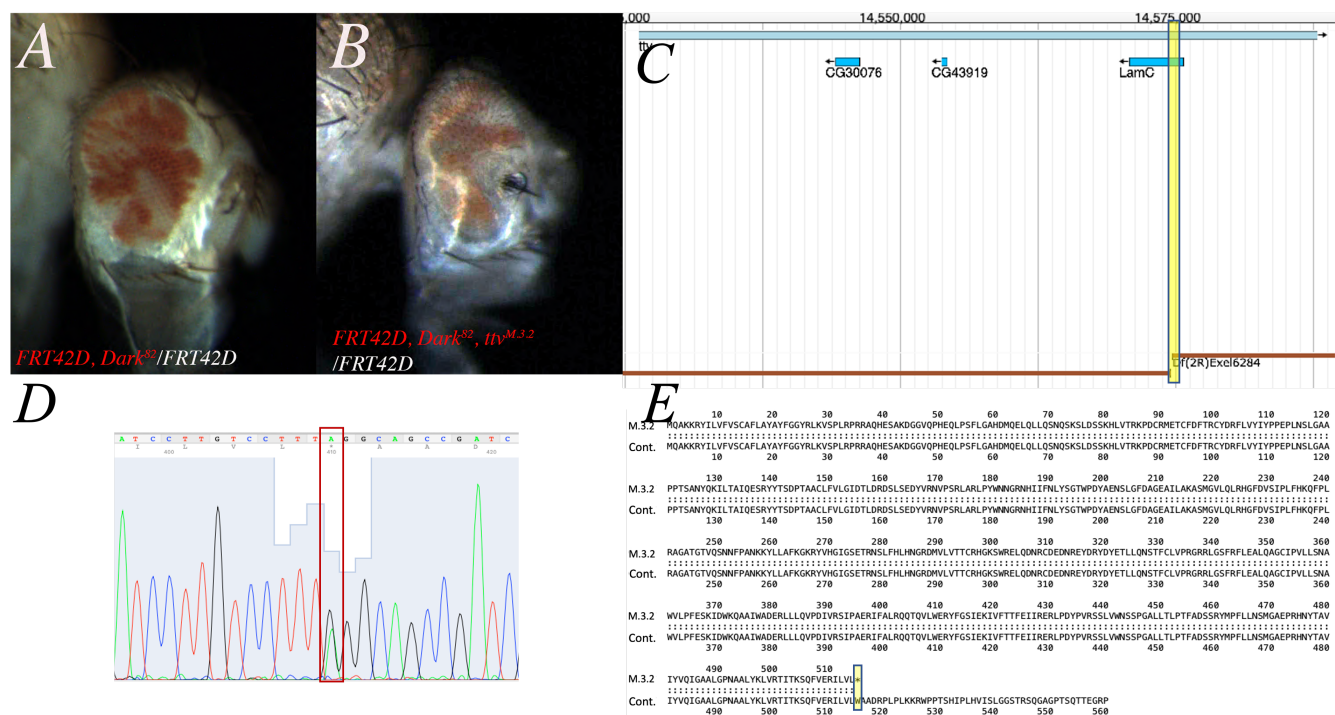 A
FRT42D, Dark82/FRT42D
B
FRT42D, Dark82, ttvM.3.2
/FRT42D
C
,000 14,550,000 14,575,000
ttv
CG30076 CG43919 LamC
Df(2R)Exel6284
D
A T C C T T G T C C T T T A G G C A G C C G A T C
I L V L * A A D
400 410 420
E
10 20 30 40 50 60 70 80 90 100 110 120
M.3.2 MQAKKRYILVFVSCAFLAYAYFGGYRLKVSPLRPRRAQHESAKDGGVQPHEQLPSFLGAHDMQELQLLQSNQSKSLDSSKHLVTRKPDCRMETCFDFTRCYDRFLVYIYPPEPLNSLGAA
Cont. MQAKKRYILVFVSCAFLAYAYFGGYRLKVSPLRPRRAQHESAKDGGVQPHEQLPSFLGAHDMQELQLLQSNQSKSLDSSKHLVTRKPDCRMETCFDFTRCYDRFLVYIYPPEPLNSLGAA
10 20 30 40 50 60 70 80 90 100 110 120
130 140 150 160 170 180 190 200 210 220 230 240
M.3.2 PPTSANYQKILTAIQESRYYTSDPTAACLFVLGIDTLDRDSLSEDYVRNVPSRLARLPYWNNGRNHIIFNLYSGTWPDYAENSLGFDAGEAILAKASMGVLQLRHGFDVSIPLFHKQFPL
Cont. PPTSANYQKILTAIQESRYYTSDPTAACLFVLGIDTLDRDSLSEDYVRNVPSRLARLPYWNNGRNHIIFNLYSGTWPDYAENSLGFDAGEAILAKASMGVLQLRHGFDVSIPLFHKQFPL
130 140 150 160 170 180 190 200 210 220 230 240
250 260 270 280 290 300 310 320 330 340 350 360
M.3.2 RAGATGTVQSNNFPANKKYLLAFKGKRYVHGIGSETRNSLFHLHNGRDMVLVTTCRHGKSWRELQDNRCDEDNREYDRYDYETLLQNSTFCLVPRGRRLGSFRFLEALQAGCIPVLLSNA
Cont. RAGATGTVQSNNFPANKKYLLAFKGKRYVHGIGSETRNSLFHLHNGRDMVLVTTCRHGKSWRELQDNRCDEDNREYDRYDYETLLQNSTFCLVPRGRRLGSFRFLEALQAGCIPVLLSNA
250 260 270 280 290 300 310 320 330 340 350 360
370 380 390 400 410 420 430 440 450 460 470 480
M.3.2 WVLPFESKIDWKQAAIWADERLLLQVPDIVRSIPAERIFALRQQTQVLWERYFGSIEKIVFTTFEIIRERLPDYPVRSSLVWNSSPGALLTLPTFADSSRYMPFLLNSMGAEPRHNYTAV
Cont. WVLPFESKIDWKQAAIWADERLLLQVPDIVRSIPAERIFALRQQTQVLWERYFGSIEKIVFTTFEIIRERLPDYPVRSSLVWNSSPGALLTLPTFADSSRYMPFLLNSMGAEPRHNYTAV
370 380 390 400 410 420 430 440 450 460 470 480
490 500 510
M.3.2 IYVQIGAALGPNAALYKLVRTITKSQFVERILVL*
Cont. IYVQIGAALGPNAALYKLVRTITKSQFVERILVLWAADRPLPLKKRWPPTSHIPLHVISLGGSTRSQGAGPTSQTTEGRP
490 500 510 520 530 540 550 560